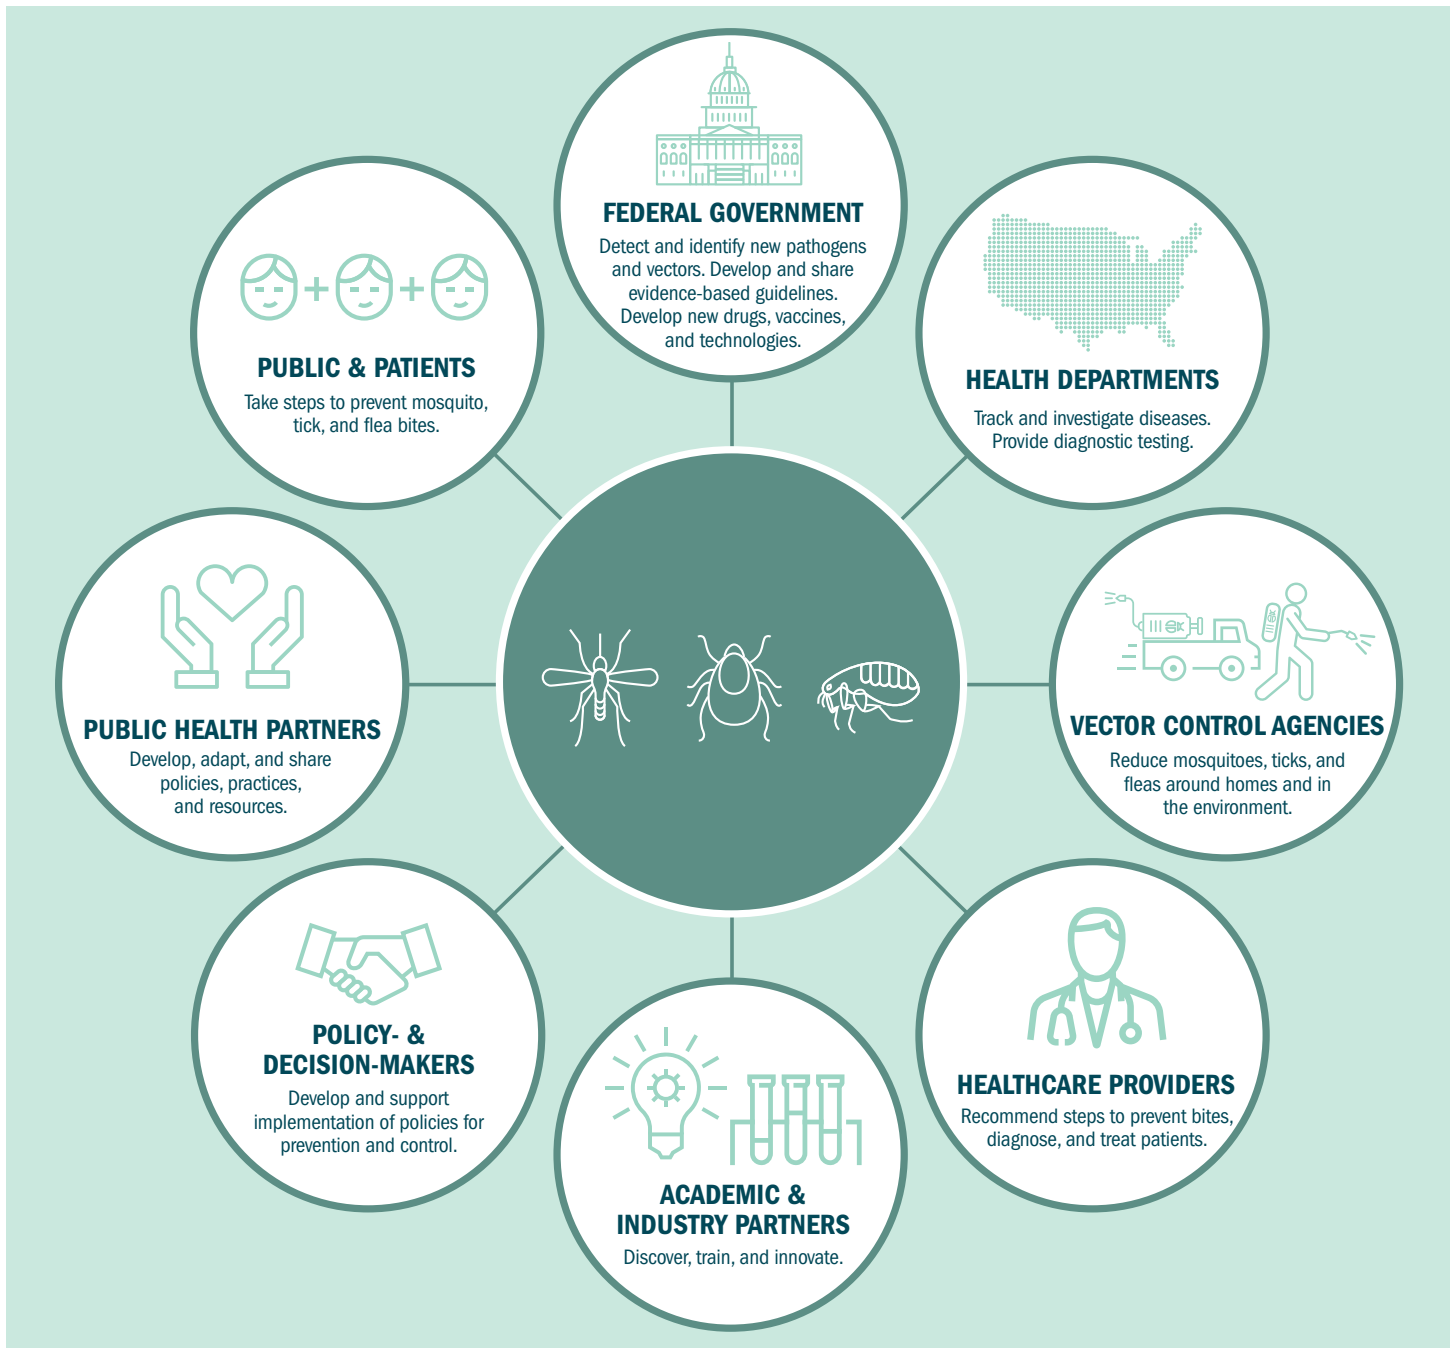 FEDERAL GOVERNMENT
Detect and identify new pathogens
and vectors. Develop and share
evidence-based guidelines.
Develop new drugs, vaccines,
and technologies.
HEALTH DEPARTMENTS
Track and investigate diseases.
Provide diagnostic testing.
VECTOR CONTROL AGENCIES
Reduce mosquitoes, ticks, and
fleas around homes and in
the environment.
HEALTHCARE PROVIDERS
Recommend steps to prevent bites,
diagnose, and treat patients.
ACADEMIC &
INDUSTRY PARTNERS
Discover, train, and innovate.
POLICY- &
DECISION-MAKERS
Develop and support
implementation of policies for
prevention and control.
PUBLIC HEALTH PARTNERS
Develop, adapt, and share
policies, practices,
and resources.
PUBLIC & PATIENTS
Take steps to prevent mosquito,
tick, and flea bites.